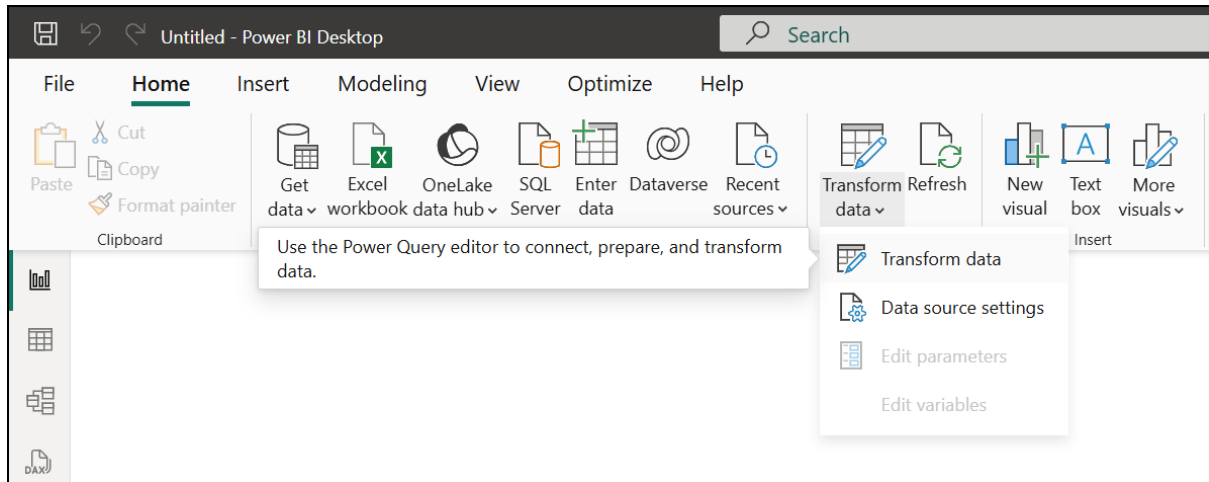 Untitled - Power BI Desktop
Search
File Home Insert Modeling View Optimize Help
Paste
Cut
Copy
Format painter
Clipboard
Get
data
Excel
workbook
OneLake
data hub
SQL
Server
Enter
data
Dataverse
Recent
sources
Transform
data
Refresh
New
visual
Text
box
More
visuals
Insert
Use the Power Query editor to connect, prepare, and transform
data.
Transform data
Data source settings
Edit parameters
Edit variables
X
A
DAX